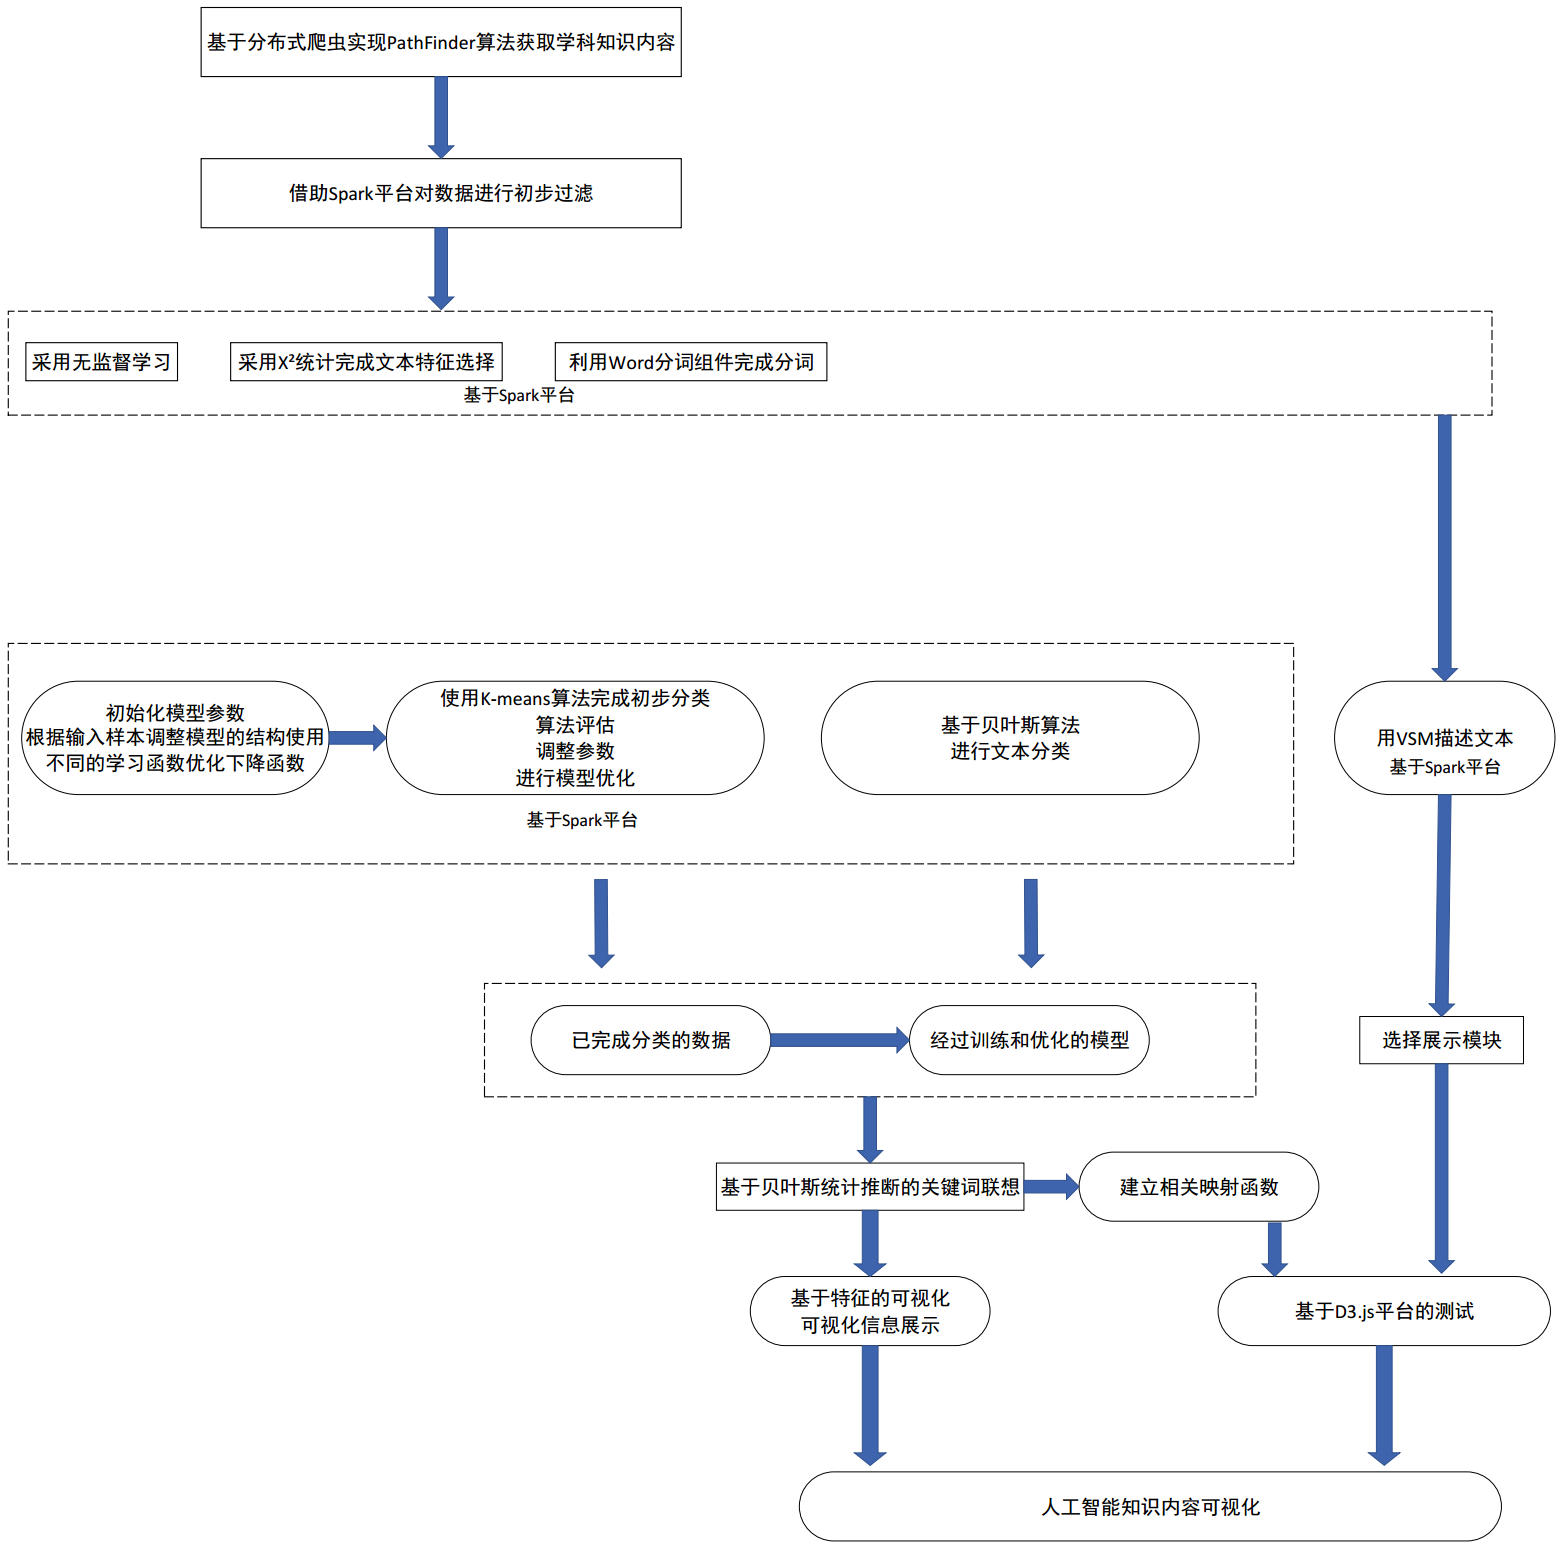 基于分布式爬虫实现PathFinder算法获取学科知识内容
借助Spark平台对数据进行初步过滤
采用无监督学习
采用X²统计完成文本特征选择
利用Word分词组件完成分词
基于Spark平台
初始化模型参数
根据输入样本调整模型的结构使用
不同的学习函数优化下降函数
使用K-means算法完成初步分类
算法评估
调整参数
进行模型优化
基于贝叶斯算法
进行文本分类
基于Spark平台
用VSM描述文本
基于Spark平台
已完成分类的数据
经过训练和优化的模型
选择展示模块
基于贝叶斯统计推断的关键词联想
建立相关映射函数
基于特征的可视化
可视化信息展示
基于D3.js平台的测试
人工智能知识内容可视化